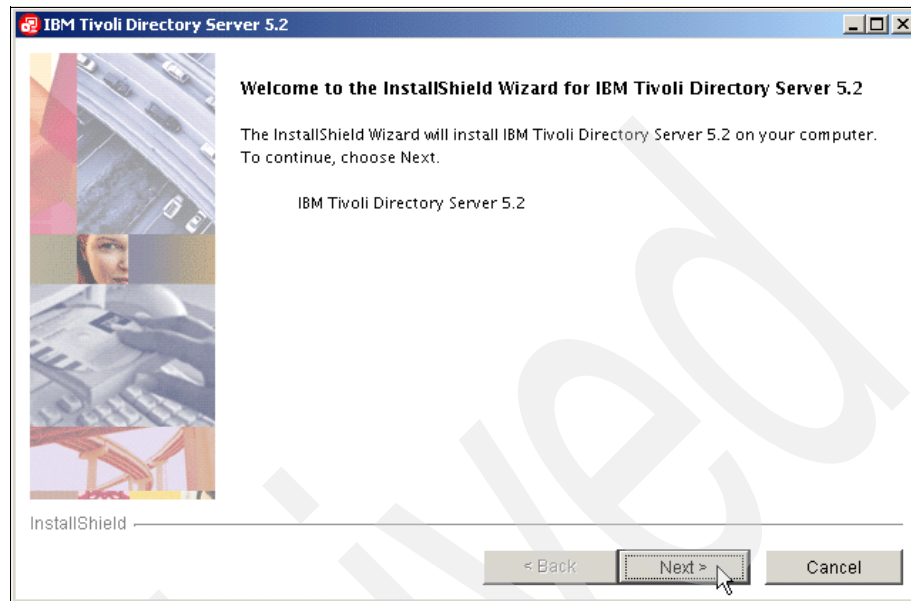 IBM Tivoli Directory Server 5.2
Welcome to the InstallShield Wizard for IBM Tivoli Directory Server 5.2
The InstallShield Wizard will install IBM Tivoli Directory Server 5.2 on your computer.
To continue, choose Next.
IBM Tivoli Directory Server 5.2
InstallShield
< Back
Next >
Cancel